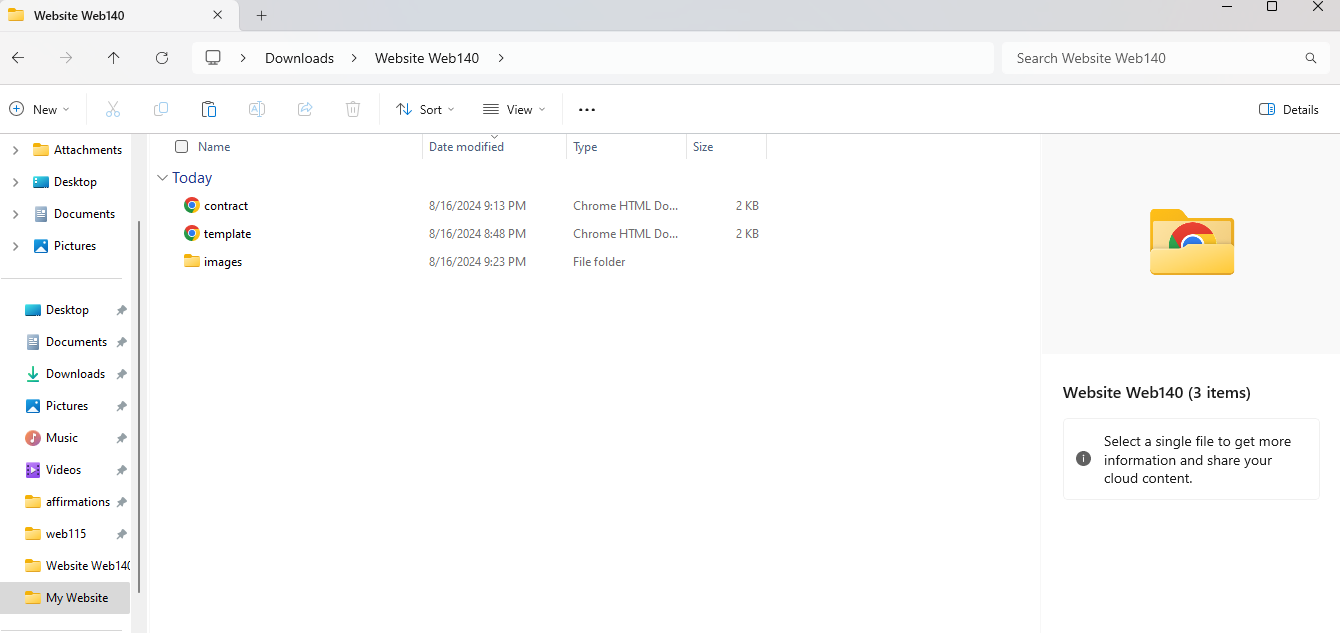 Website Web140
Downloads Website Web140 Search Website Web140
New Sort View Details
Attachments
Desktop
Documents
Pictures
Desktop
Documents
Downloads
Pictures
Music
Videos
affirmations
web115
Website Web140
My Website
Name Date modified Type Size
Today
contract 8/16/2024 9:13 PM Chrome HTML Do... 2 KB
template 8/16/2024 8:48 PM Chrome HTML Do... 2 KB
images 8/16/2024 9:23 PM File folder
Website Web140 (3 items)
Select a single file to get more
information and share your
cloud content.